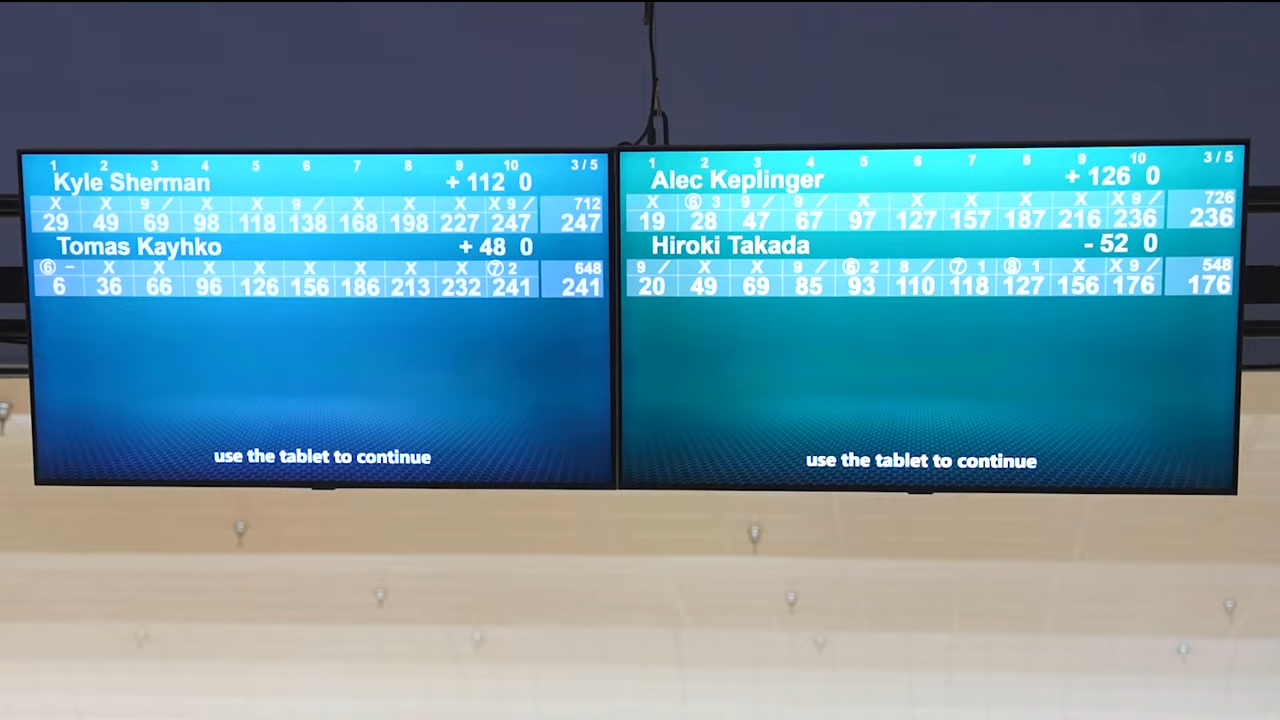 1 2 3 4 5 6 7 8 9 10 3 / 5
Kyle Sherman + 112 0
X X 9 / X X 9 / X X X X 9 / 712
29 49 69 98 118 138 168 198 227 247 247
Tomas Kayhko + 48 0
⑥ – X X X X X X X X ⑦ 2 648
6 36 66 96 126 156 186 213 232 241 241
use the tablet to continue
1 2 3 4 5 6 7 8 9 10 3 / 5
Alec Keplinger + 126 0
X ⑥ 3 9 / 9 / X X X X X X 9 / 726
19 28 47 67 97 127 157 187 216 236 236
Hiroki Takada - 52 0
9 / X X 9 / ⑥ 2 8 / ⑦ 1 ⑧ 1 X X 9 / 548
20 49 69 85 93 110 118 127 156 176 176
use the tablet to continue